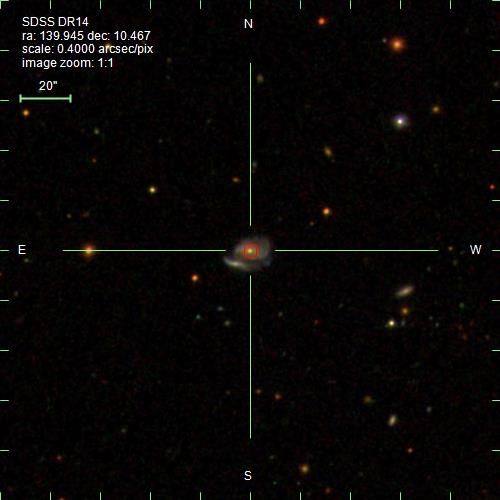 SDSS DR14
ra: 139.945 dec: 10.467
scale: 0.4000 arcsec/pix
image zoom: 1:1
20"
N
E
W
S